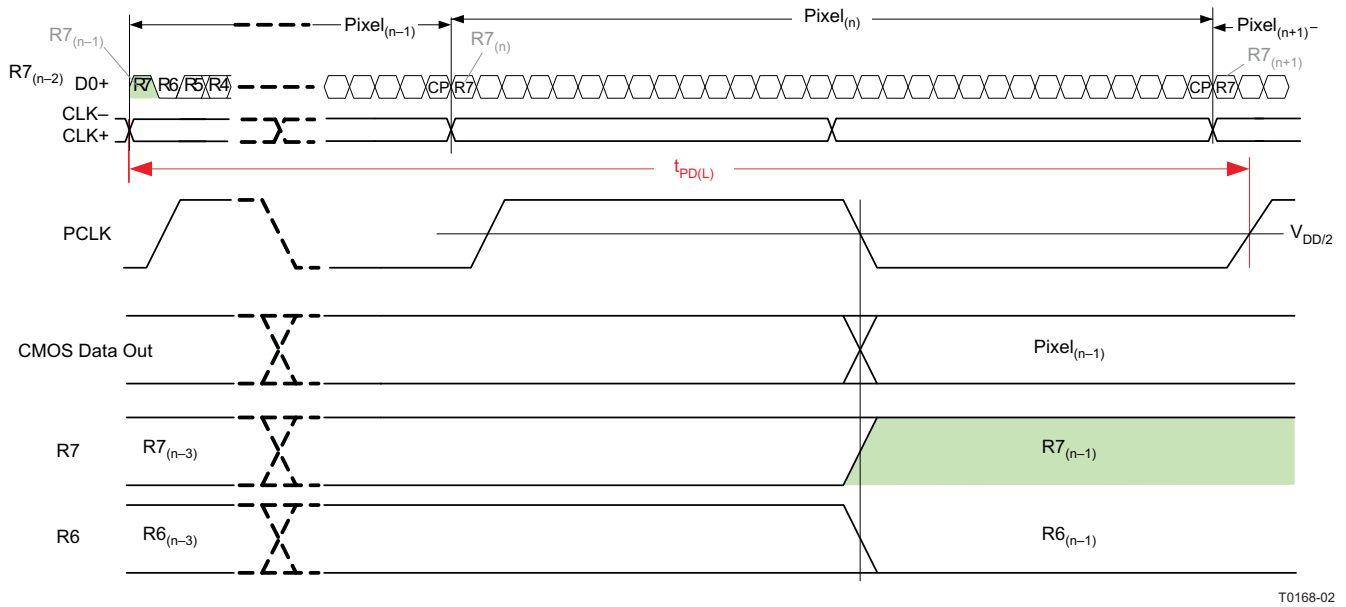 Pixel(n–1)
Pixel(n)
Pixel(n+1)–
R7(n–1)
R7(n)
R7(n+1)
R7(n–2)
D0+
R7 R6 R5 R4
CP R7
CP R7
CLK–
CLK+
tPD(L)
PCLK
VDD/2
CMOS Data Out
Pixel(n–1)
R7
R7(n–3)
R7(n–1)
R6
R6(n–3)
R6(n–1)
T0168-02